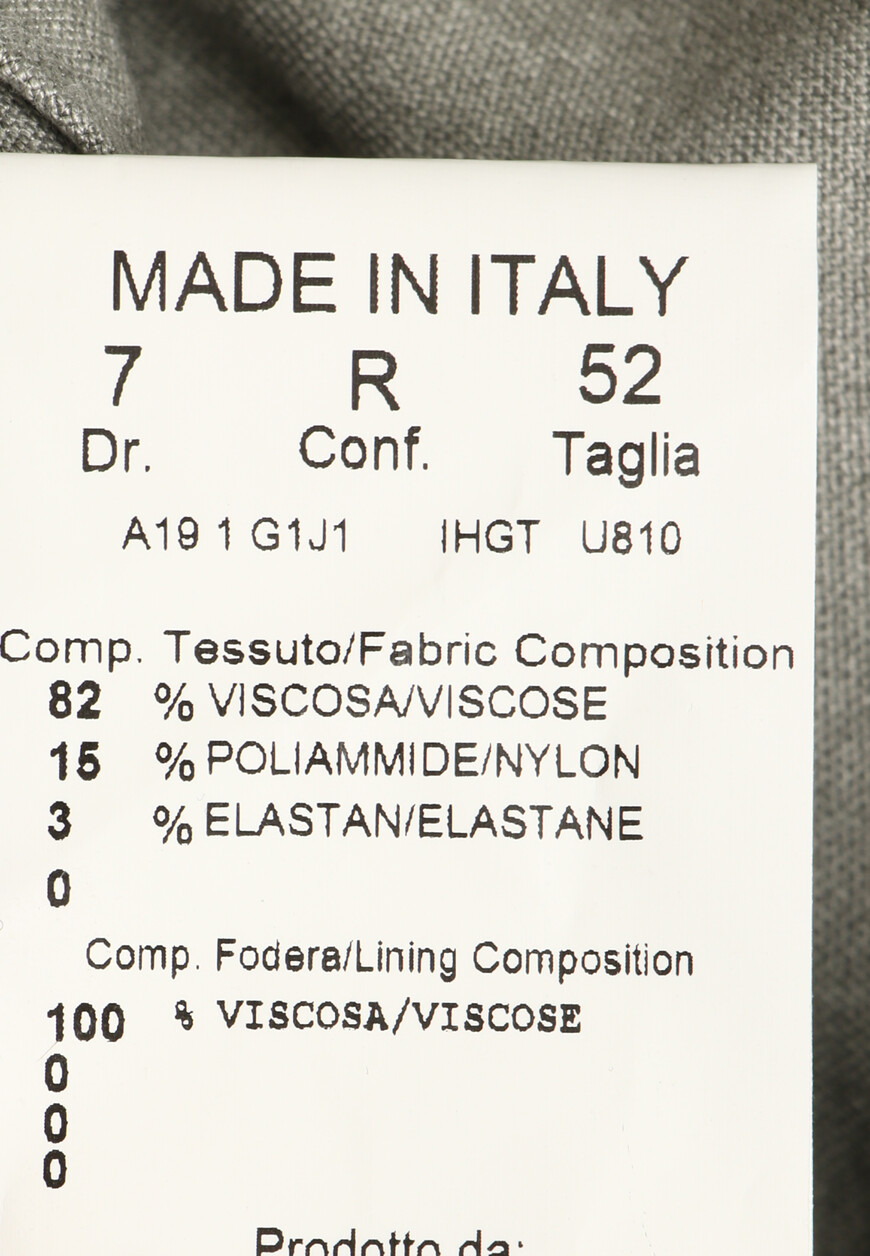 MADE IN ITALY
7 R 52
Dr. Conf. Taglia
A19 1 G1J1 IHGT U810
Comp. Tessuto/Fabric Composition
82 % VISCOSA/VISCOSE
15 % POLIAMMIDE/NYLON
3 % ELASTAN/ELASTANE
0
Comp. Fodera/Lining Composition
100 % VISCOSA/VISCOSE
0
0
0
Prodotto da: